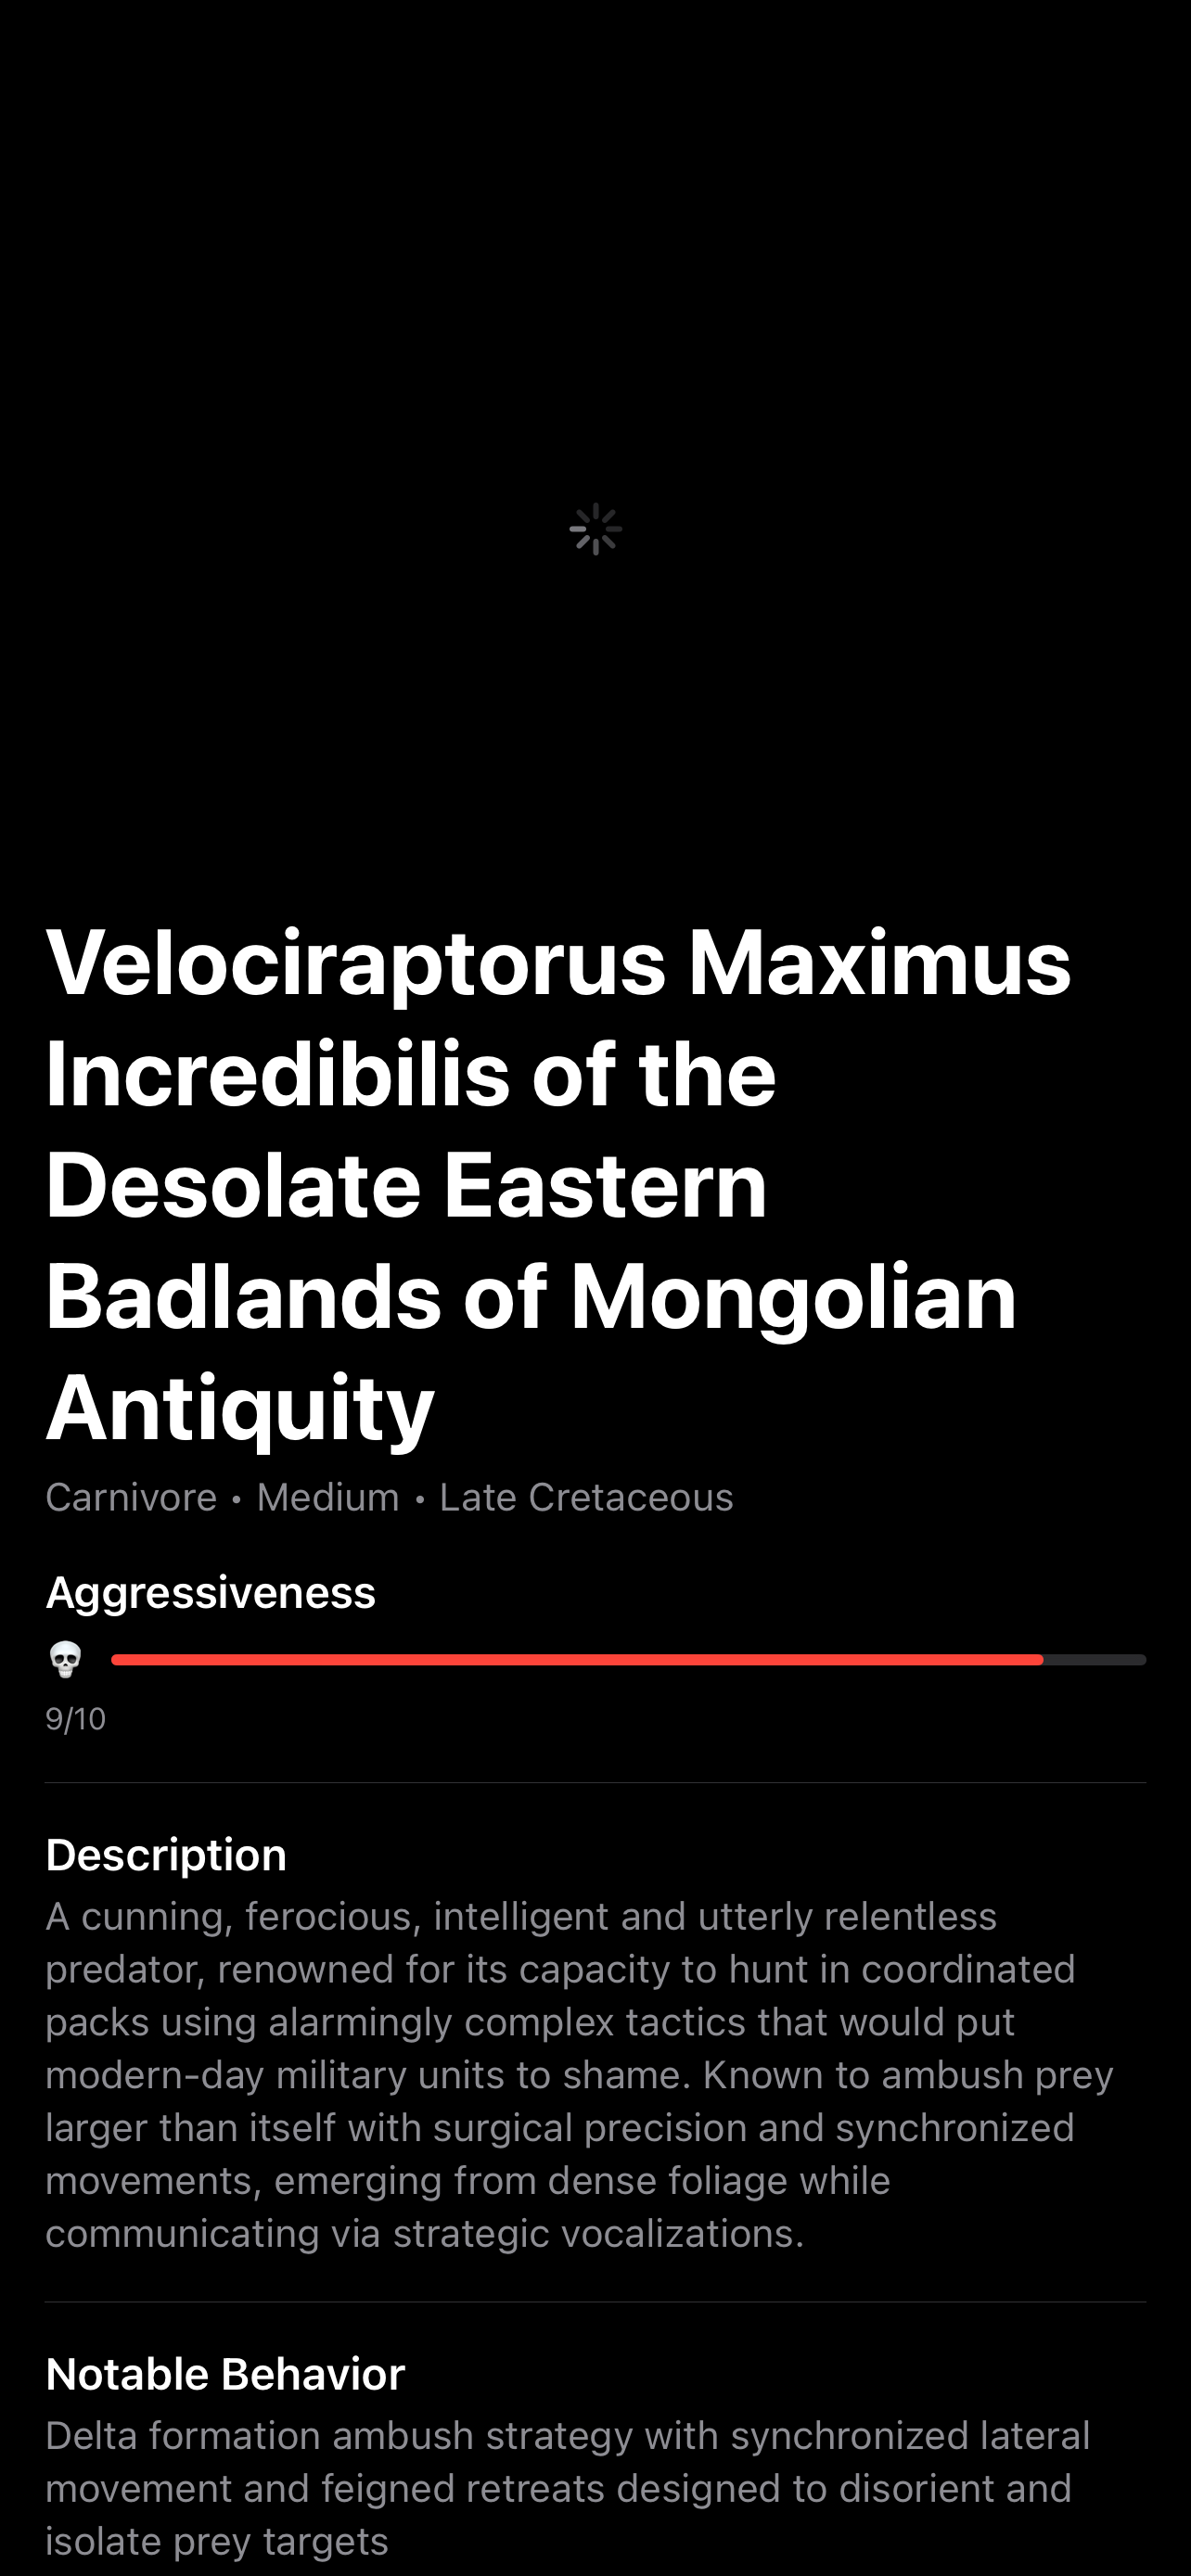 Velociraptorus Maximus
Incredibilis of the
Desolate Eastern
Badlands of Mongolian
Antiquity
Carnivore • Medium • Late Cretaceous
Aggressiveness
💀
9/10
Description
A cunning, ferocious, intelligent and utterly relentless
predator, renowned for its capacity to hunt in coordinated
packs using alarmingly complex tactics that would put
modern-day military units to shame. Known to ambush prey
larger than itself with surgical precision and synchronized
movements, emerging from dense foliage while
communicating via strategic vocalizations.
Notable Behavior
Delta formation ambush strategy with synchronized lateral
movement and feigned retreats designed to disorient and
isolate prey targets